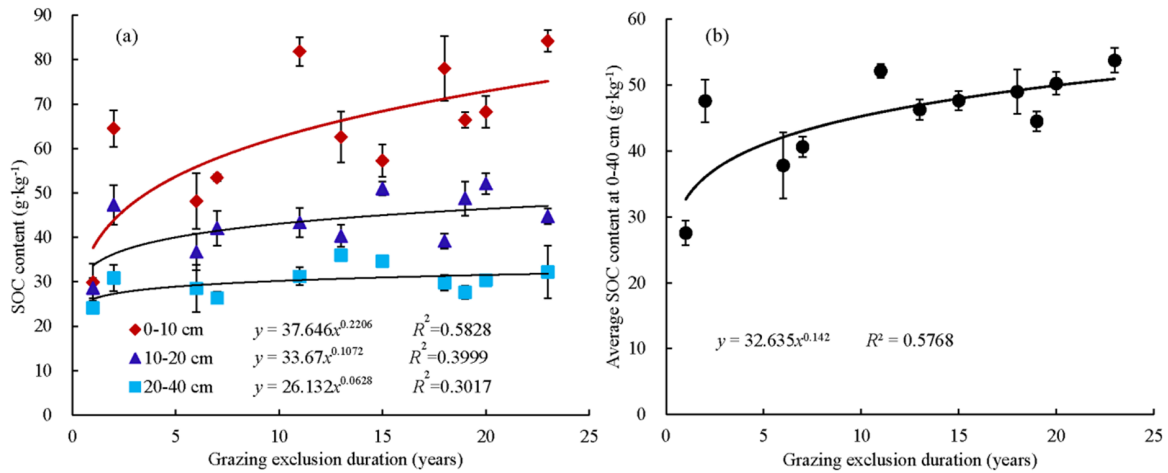 (a)
SOC content (g·kg⁻¹)
90
80
70
60
50
40
30
20
10
0
0-10 cm y = 37.646x^0.2206 R²=0.5828
10-20 cm y = 33.67x^0.1072 R²=0.3999
20-40 cm y = 26.132x^0.0628 R²=0.3017
0 5 10 15 20 25
Grazing exclusion duration (years)
(b)
Average SOC content at 0-40 cm (g·kg⁻¹)
60
50
40
30
20
10
0
y = 32.635x^0.142 R² = 0.5768
0 5 10 15 20 25
Grazing exclusion duration (years)